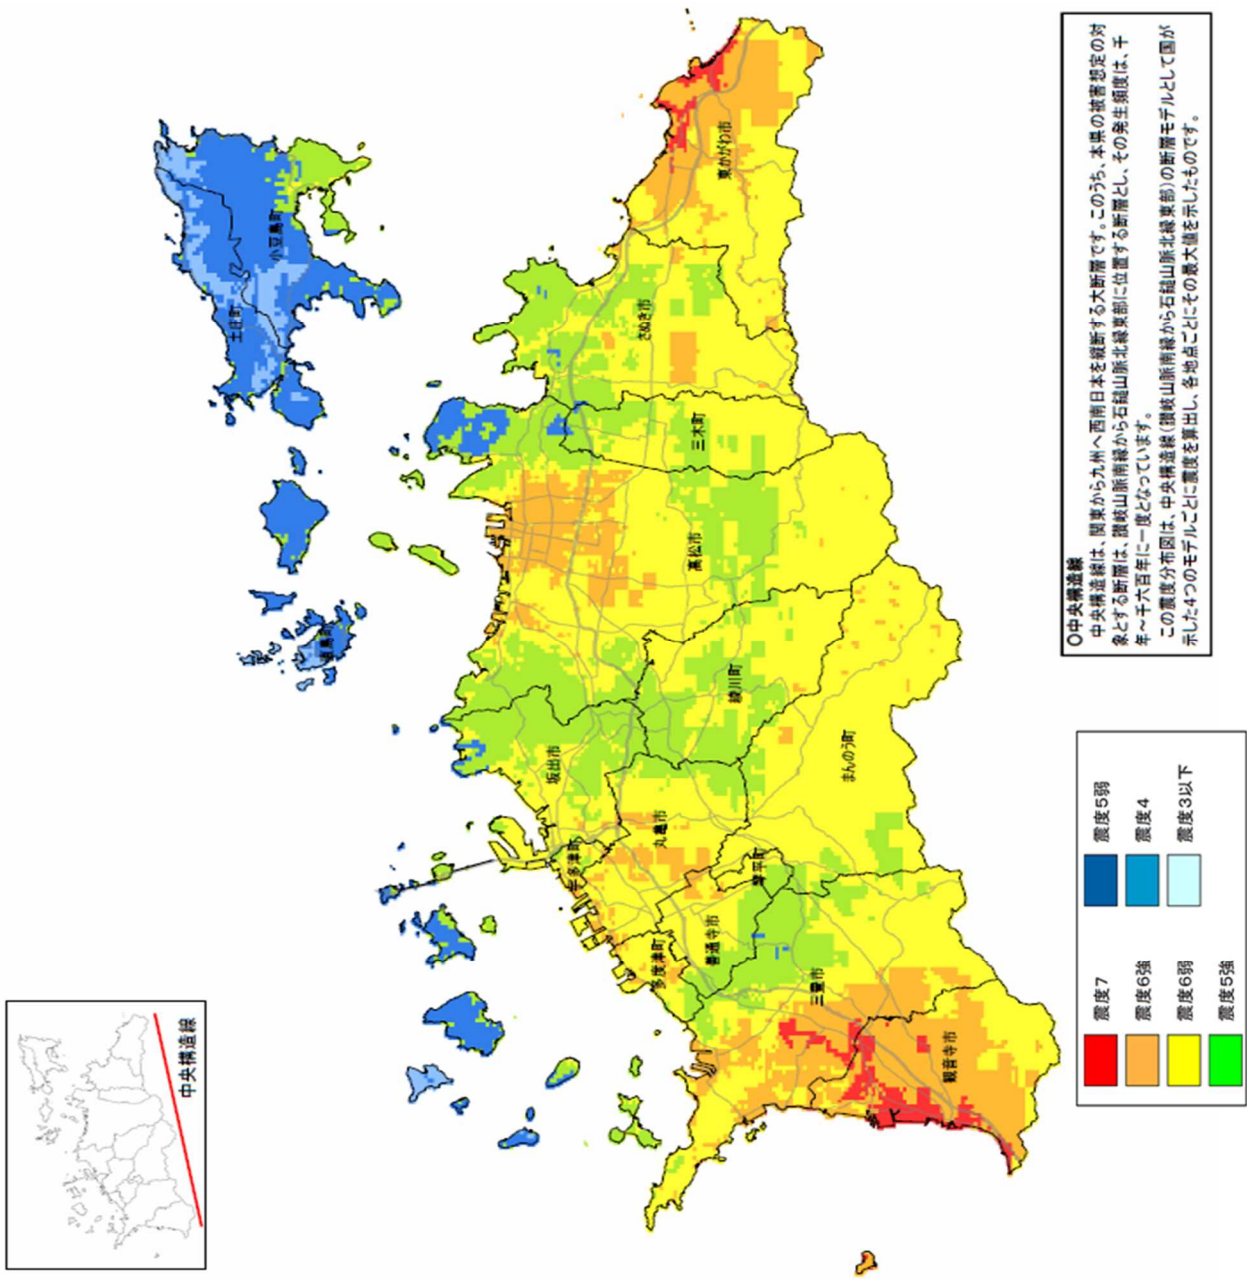 中央構造線
土庄町
小豆島町
直島町
東かがわ市
さぬき市
三木町
高松市
綾川町
坂出市
宇多津町
丸亀市
まんのう町
琴平町
善通寺市
多度津町
三豊市
観音寺市
震度7
震度6強
震度6弱
震度5強
震度5弱
震度4
震度3以下
〇中央構造線
中央構造線は、関東から九州へ西南日本を縦断する大断層です。このうち、本県の被害想定の対
象とする断層は、讃岐山脈南縁から石鎚山脈北縁東部に位置する断層とし、その発生頻度は、千
年～千六百年に一度となっています。
この震度分布図は、中央構造線(讃岐山脈南縁から石鎚山脈北縁東部)の断層モデルとして国が
示した4つのモデルごとに震度を算出し、各地点ごとにその最大値を示したものです。